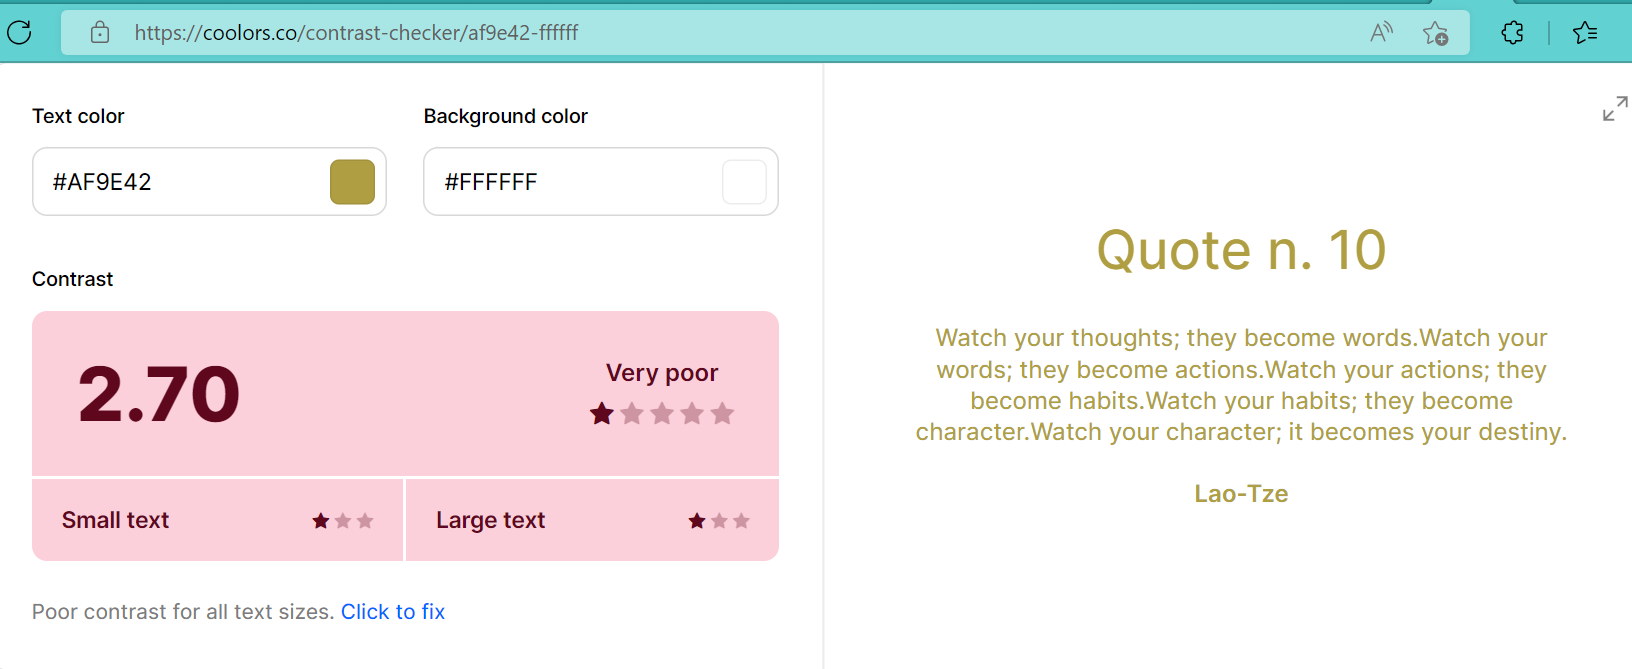 https://coolors.co/contrast-checker/af9e42-ffffff
Text color
Background color
#AF9E42
#FFFFFF
Contrast
2.70
Very poor
Small text
Large text
Poor contrast for all text sizes. Click to fix
Quote n. 10
Watch your thoughts; they become words.Watch your
words; they become actions.Watch your actions; they
become habits.Watch your habits; they become
character.Watch your character; it becomes your destiny.
Lao-Tze